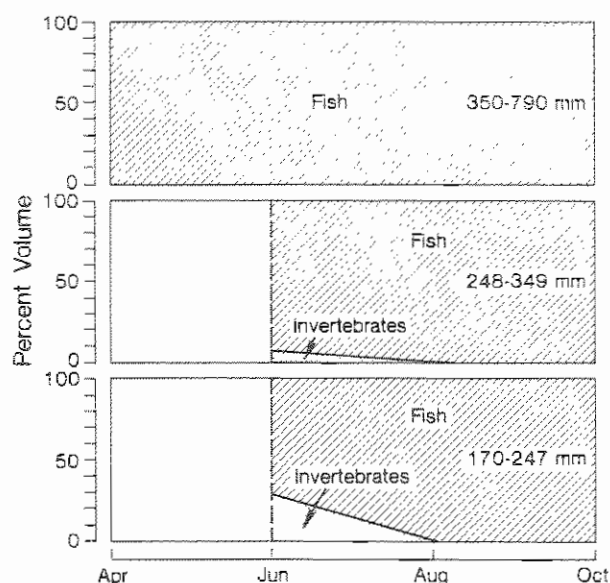 Percent Volume
100
50
0
Fish
350-790 mm
100
50
0
Fish
248-349 mm
Invertebrates
100
50
0
Fish
170-247 mm
Invertebrates
Apr
Jun
Aug
Oct